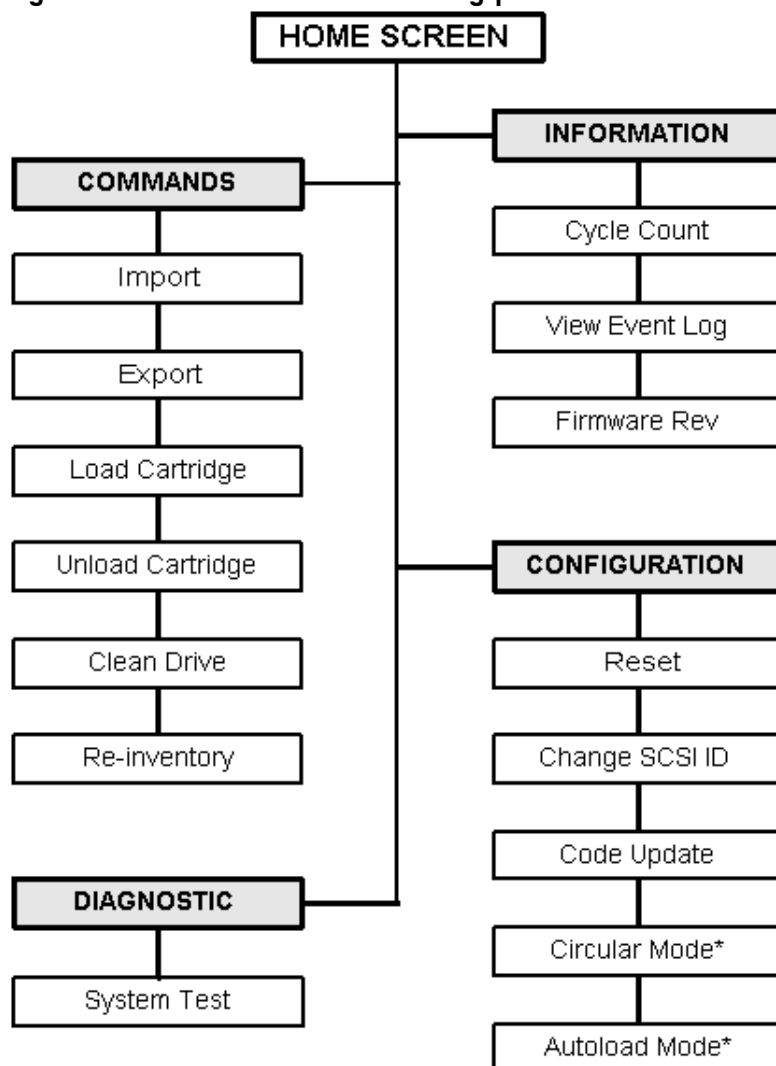 HOME SCREEN
COMMANDS
Import
Export
Load Cartridge
Unload Cartridge
Clean Drive
Re-inventory
DIAGNOSTIC
System Test
INFORMATION
Cycle Count
View Event Log
Firmware Rev
CONFIGURATION
Reset
Change SCSI ID
Code Update
Circular Mode*
Autoload Mode*